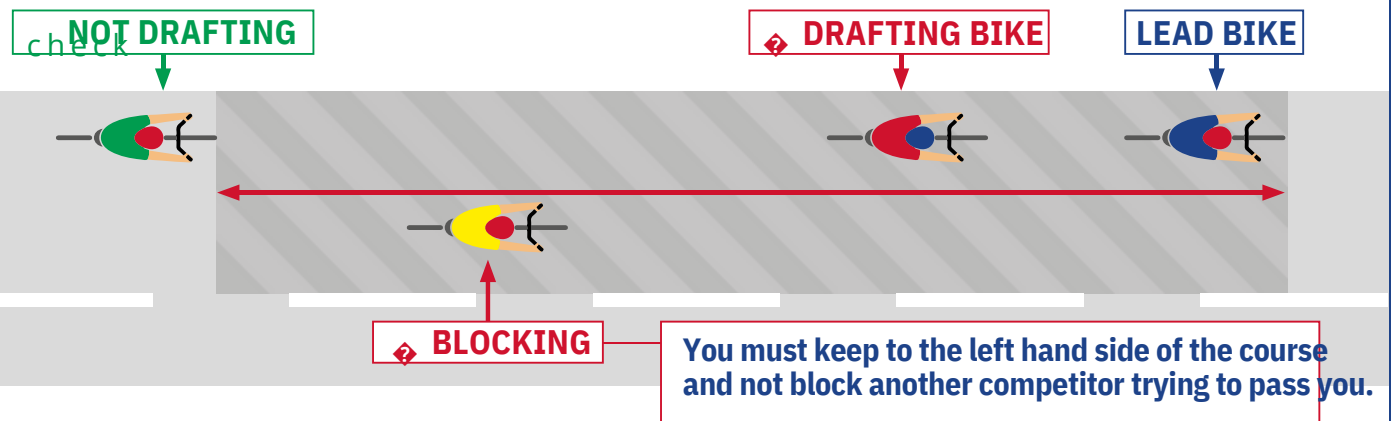 check NOT DRAFTING
� DRAFTING BIKE
LEAD BIKE
� BLOCKING
You must keep to the left hand side of the course
and not block another competitor trying to pass you.